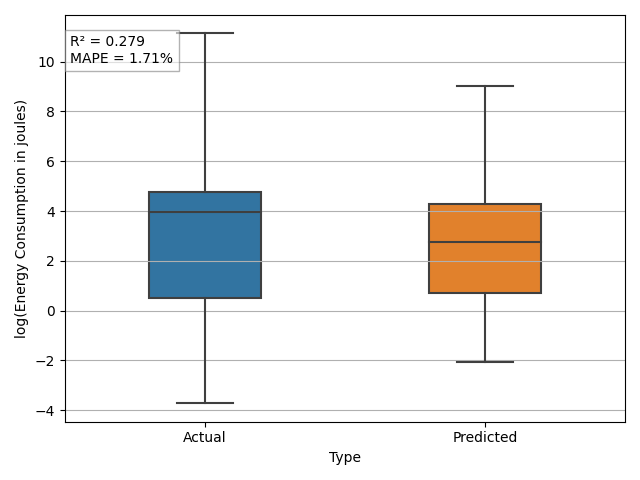 R² = 0.279
MAPE = 1.71%
log(Energy Consumption in joules)
10
8
6
4
2
0
−2
−4
Actual
Predicted
Type